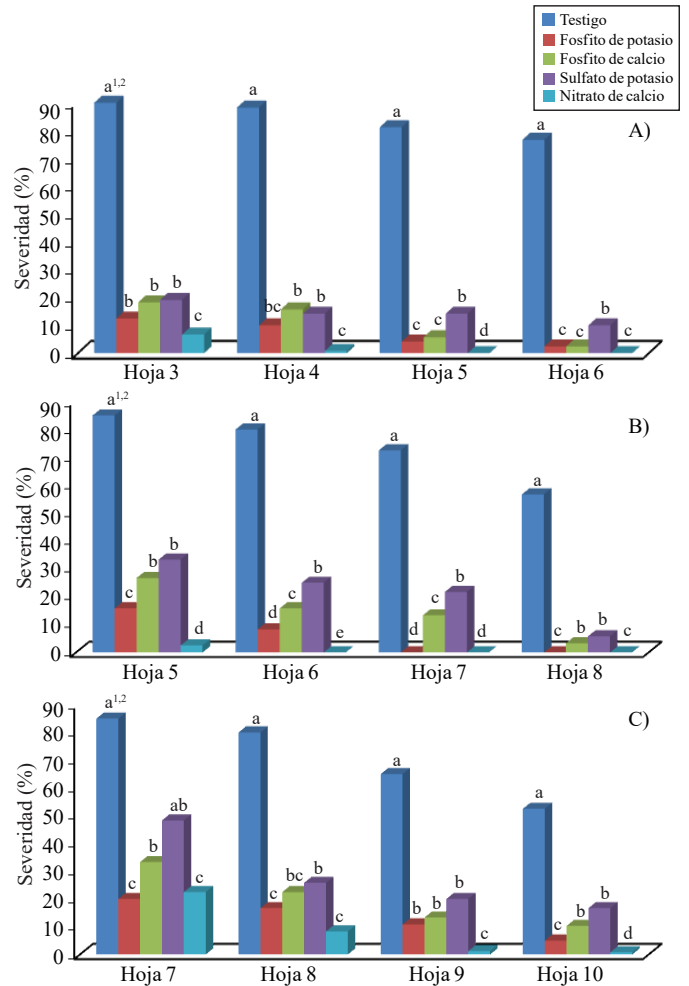 Testigo
Fosfito de potasio
Fosfito de calcio
Sulfato de potasio
Nitrato de calcio
A)
Severidad (%)
90
80
70
60
50
40
30
20
10
0
a1,2 b b b c
a bc b b c
a c c b d
a c c b c
Hoja 3 Hoja 4 Hoja 5 Hoja 6
B)
Severidad (%)
90
80
70
60
50
40
30
20
10
0
a1,2 c b b d
a d c b e
a d c b d
a c b b c
Hoja 5 Hoja 6 Hoja 7 Hoja 8
C)
Severidad (%)
90
80
70
60
50
40
30
20
10
0
a1,2 c b ab c
a c bc b c
a b b b c
a c b b d
Hoja 7 Hoja 8 Hoja 9 Hoja 10